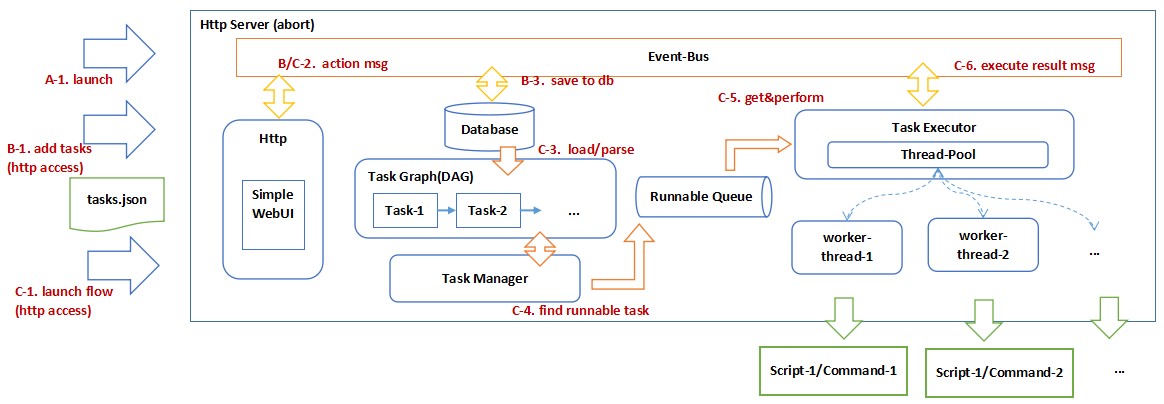 Http Server (abort)
Event-Bus
A-1. launch
B/C-2. action msg
B-3. save to db
C-6. execute result msg
C-5. get&perform
B-1. add tasks
(http access)
tasks.json
C-1. launch flow
(http access)
Http
Simple
WebUI
Database
C-3. load/parse
Task Graph(DAG)
Task-1
Task-2
...
Task Manager
C-4. find runnable task
Runnable Queue
Task Executor
Thread-Pool
worker-
thread-1
worker-
thread-2
...
Script-1/Command-1
Script-1/Command-2
...